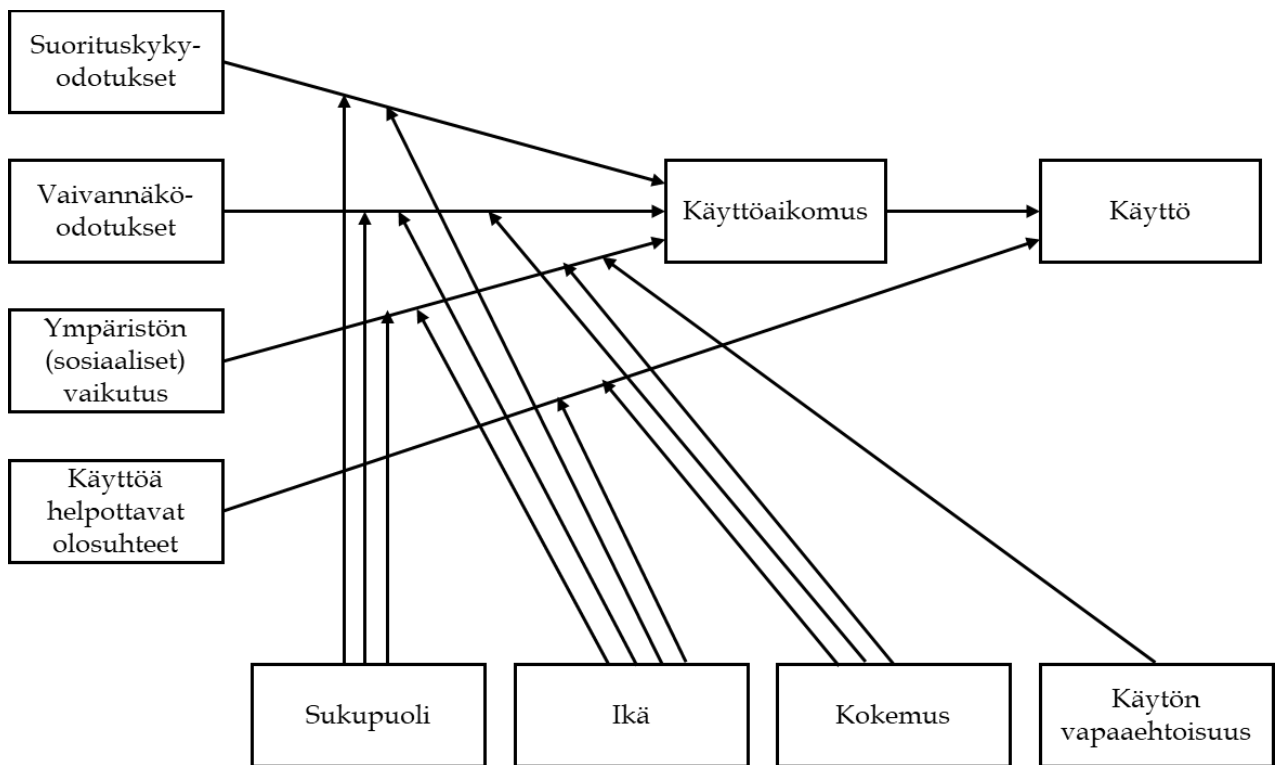 Suorituskyky-
odotukset
Vaivannäkö-
odotukset
Käyttöaikomus
Käyttö
Ympäristön
(sosiaaliset)
vaikutus
Käyttöä
helpottavat
olosuhteet
Sukupuoli
Ikä
Kokemus
Käytön
vapaaehtoisuus